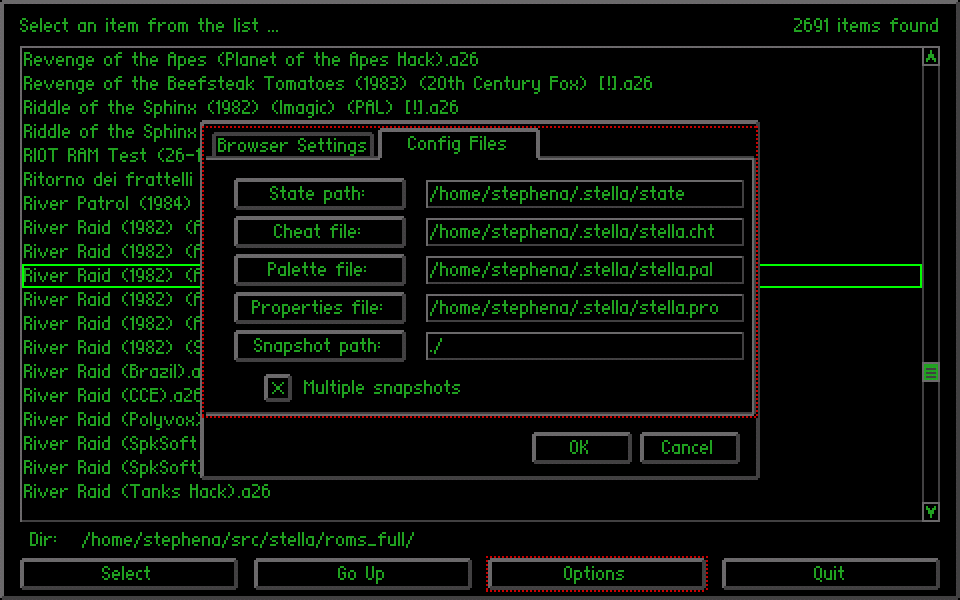 Select an item from the list ...
2691 items found
Revenge of the Apes (Planet of the Apes Hack).a26
Revenge of the Beefsteak Tomatoes (1983) (20th Century Fox) [!].a26
Riddle of the Sphinx (1982) (Imagic) (PAL) [!].a26
Riddle of the Sphinx
RIOT RAM Test (26-1
Ritorno dei frattelli
River Patrol (1984)
River Raid (1982) (A
River Raid (1982) (A
River Raid (1982) (A
River Raid (1982) (A
River Raid (1982) (A
River Raid (1982) (S
River Raid (Brazil).a
River Raid (CCE).a26
River Raid (Polyvox)
River Raid (SpkSoft
River Raid (SpkSoft)
River Raid (Tanks Hack).a26
Browser Settings
Config Files
State path: /home/stephena/.stella/state
Cheat file: /home/stephena/.stella/stella.cht
Palette file: /home/stephena/.stella/stella.pal
Properties file: /home/stephena/.stella/stella.pro
Snapshot path: ./
Multiple snapshots
OK
Cancel
Dir: /home/stephena/src/stella/roms_full/
Select
Go Up
Options
Quit